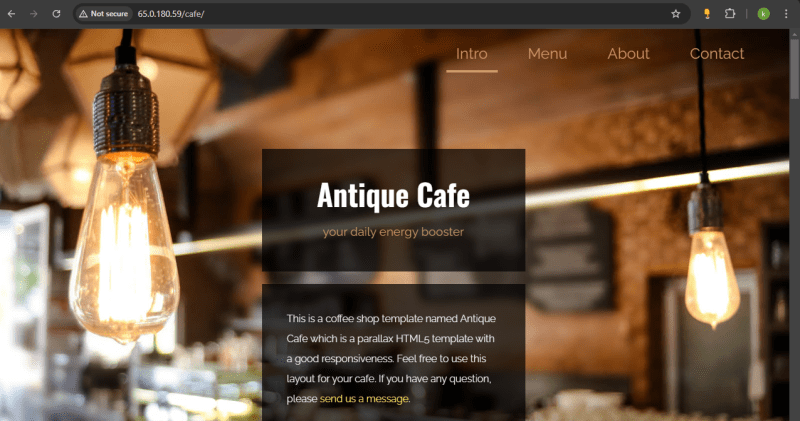 Not secure 65.0.180.59/cafe/
k
Intro Menu About Contact
Antique Cafe
your daily energy booster
This is a coffee shop template named Antique
Cafe which is a parallax HTML5 template with
a good responsiveness. Feel free to use this
layout for your cafe. If you have any question,
please send us a message.